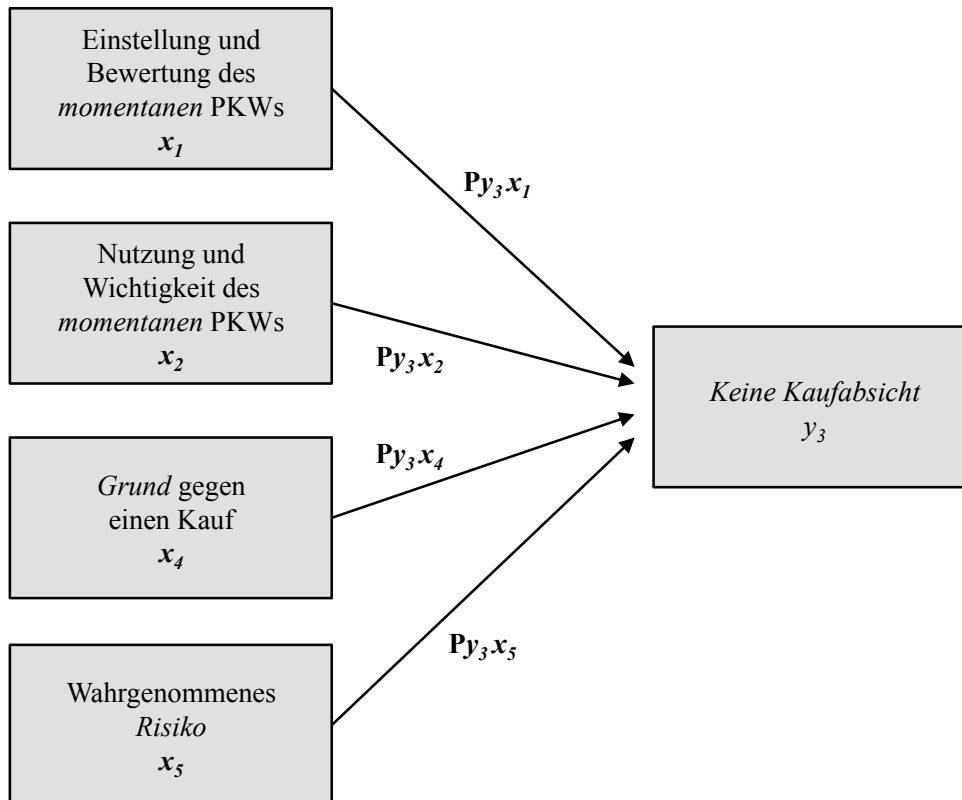 Einstellung und
Bewertung des
momentanen PKWs
x₁
Py₃x₁
Nutzung und
Wichtigkeit des
momentanen PKWs
x₂
Py₃x₂
Keine Kaufabsicht
y₃
Grund gegen
einen Kauf
x₄
Py₃x₄
Wahrgenommenes
Risiko
x₅
Py₃x₅